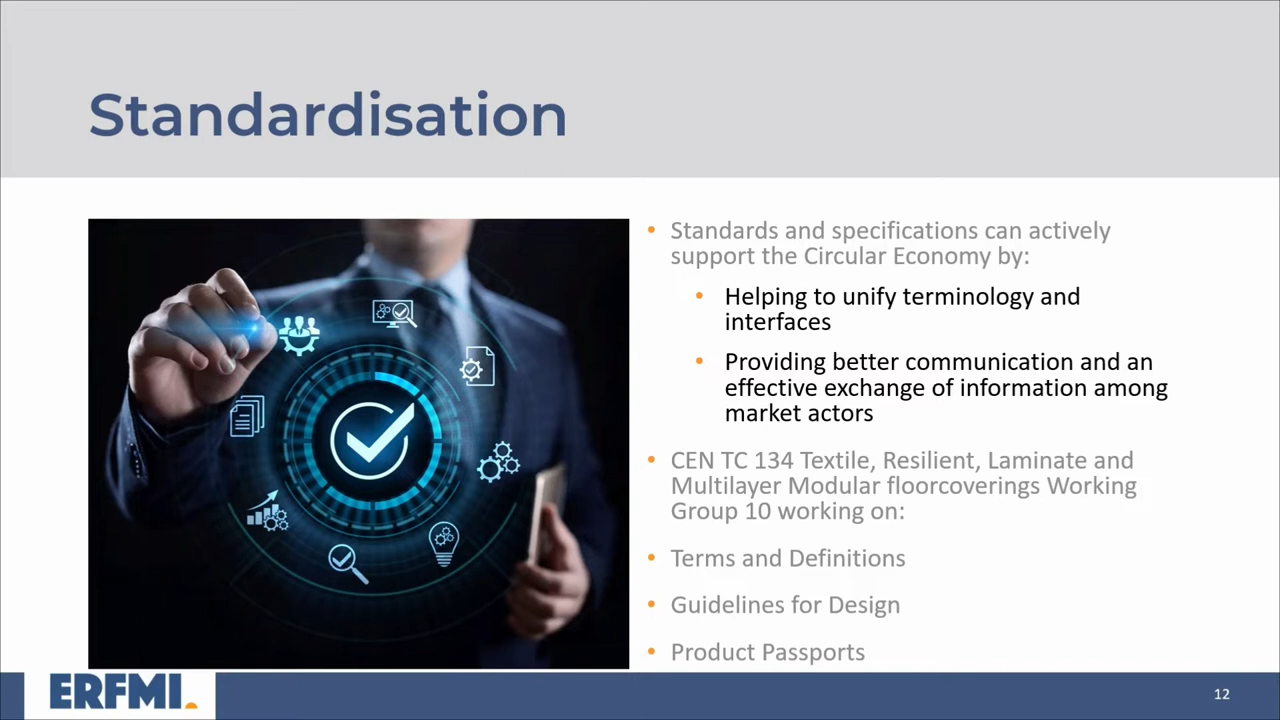 Standardisation
• Standards and specifications can actively
support the Circular Economy by:
• Helping to unify terminology and
interfaces
• Providing better communication and an
effective exchange of information among
market actors
• CEN TC 134 Textile, Resilient, Laminate and
Multilayer Modular floorcoverings Working
Group 10 working on:
• Terms and Definitions
• Guidelines for Design
• Product Passports
ERFMI.
12